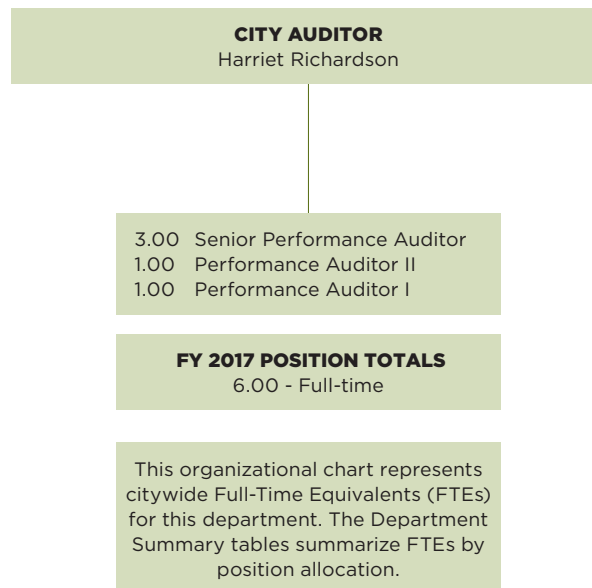 CITY AUDITOR
Harriet Richardson
3.00 Senior Performance Auditor
1.00 Performance Auditor II
1.00 Performance Auditor I
FY 2017 POSITION TOTALS
6.00 - Full-time
This organizational chart represents
citywide Full-Time Equivalents (FTEs)
for this department. The Department
Summary tables summarize FTEs by
position allocation.